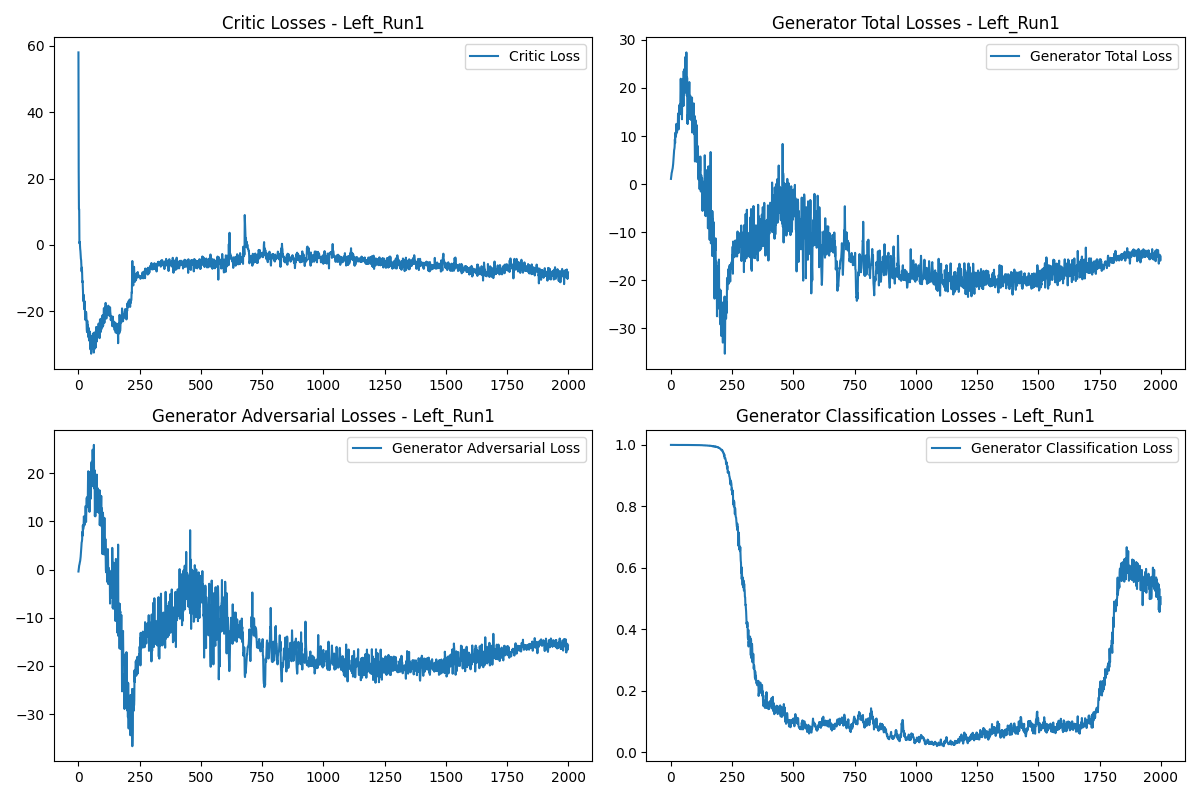 Critic Losses - Left_Run1
Critic Loss
60
40
20
0
−20
0 250 500 750 1000 1250 1500 1750 2000
Generator Total Losses - Left_Run1
Generator Total Loss
30
20
10
0
−10
−20
−30
0 250 500 750 1000 1250 1500 1750 2000
Generator Adversarial Losses - Left_Run1
Generator Adversarial Loss
20
10
0
−10
−20
−30
0 250 500 750 1000 1250 1500 1750 2000
Generator Classification Losses - Left_Run1
Generator Classification Loss
1.0
0.8
0.6
0.4
0.2
0.0
0 250 500 750 1000 1250 1500 1750 2000